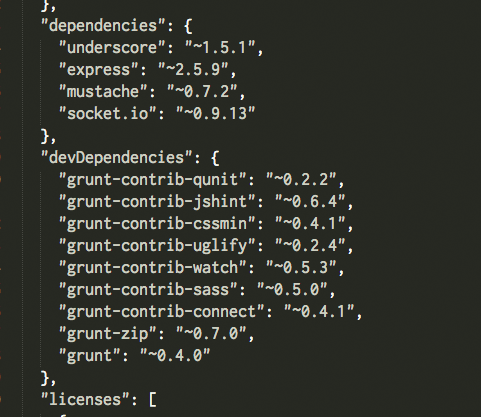 },
"dependencies": {
"underscore": "~1.5.1",
"express": "~2.5.9",
"mustache": "~0.7.2",
"socket.io": "~0.9.13"
},
"devDependencies": {
"grunt-contrib-qunit": "~0.2.2",
"grunt-contrib-jshint": "~0.6.4",
"grunt-contrib-cssmin": "~0.4.1",
"grunt-contrib-uglify": "~0.2.4",
"grunt-contrib-watch": "~0.5.3",
"grunt-contrib-sass": "~0.5.0",
"grunt-contrib-connect": "~0.4.1",
"grunt-zip": "~0.7.0",
"grunt": "~0.4.0"
},
"licenses": [